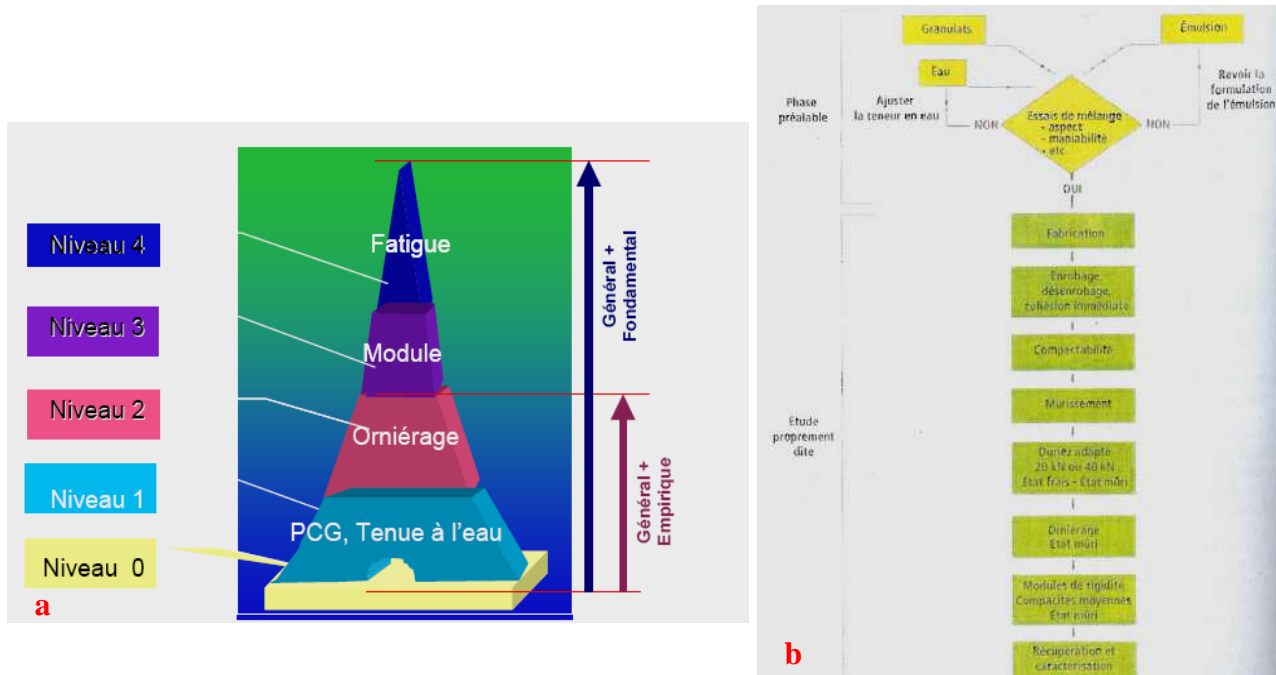 Niveau 4
Niveau 3
Niveau 2
Niveau 1
Niveau 0
a
Fatigue
Module
Orniérage
PCG, Tenue à l'eau
Général +
Fondamental
Général +
Empirique
Granulats
Émulsion
Eau
Phase
préalable
Ajuster
la teneur en eau
NON
Essais de mélange
- aspect
- maniabilité
- etc.
NON
Revoir la
formulation
de l'émulsion
OUI
Etude
proprement
dite
Fabrication
Enrobage,
désenrobage,
cohésion immédiate
Compactabilité
Mûrissement
Duriez adapté
20 kN ou 40 kN
État frais - État mûri
Orniérage
État mûri
Modules de rigidité
Compacités moyennes
État mûri
Récupération et
caractérisation
b